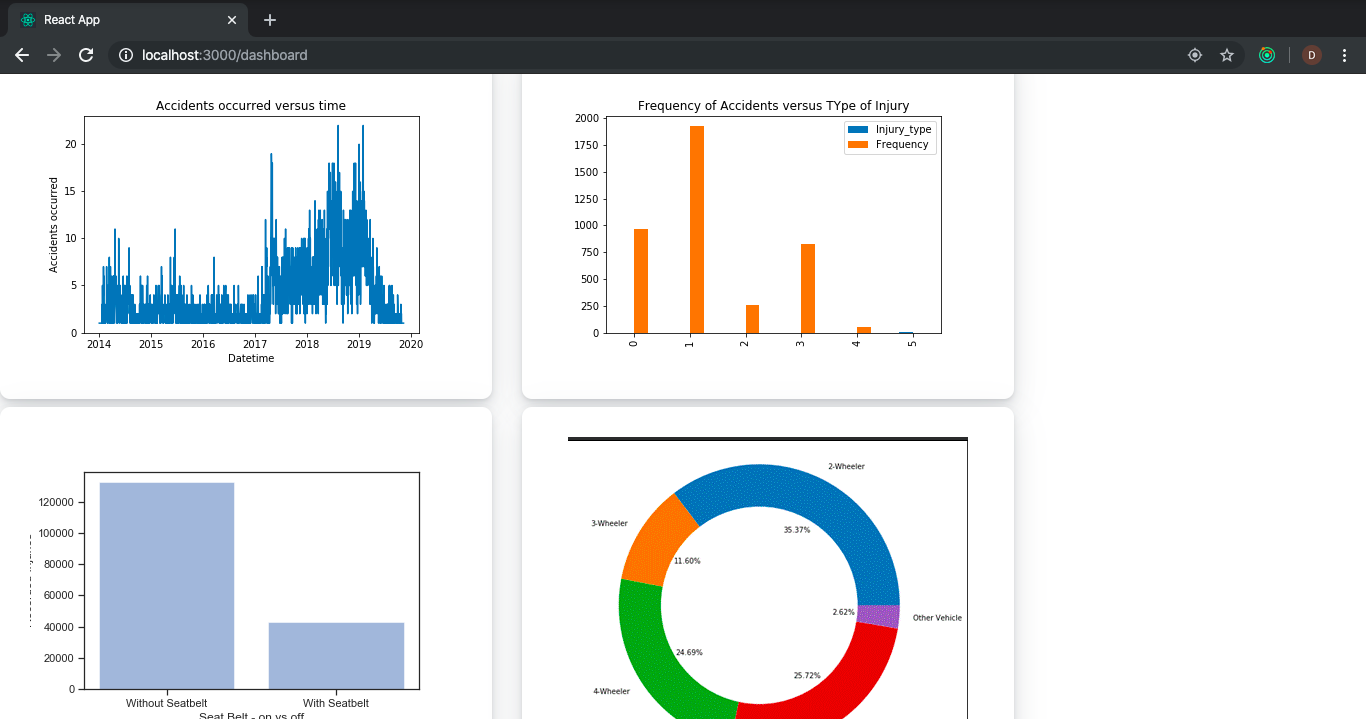 React App
localhost:3000/dashboard
D
Accidents occurred versus time
Accidents occurred
20
15
10
5
0
2014 2015 2016 2017 2018 2019 2020
Datetime
Frequency of Accidents versus TYpe of Injury
Injury_type
Frequency
2000
1750
1500
1250
1000
750
500
250
0
0 1 2 3 4 5
120000
100000
80000
60000
40000
20000
0
Without Seatbelt With Seatbelt
Seat Belt - on vs off
2-Wheeler
3-Wheeler
35.37%
11.60%
2.62%
Other Vehicle
24.69%
25.72%
4-Wheeler